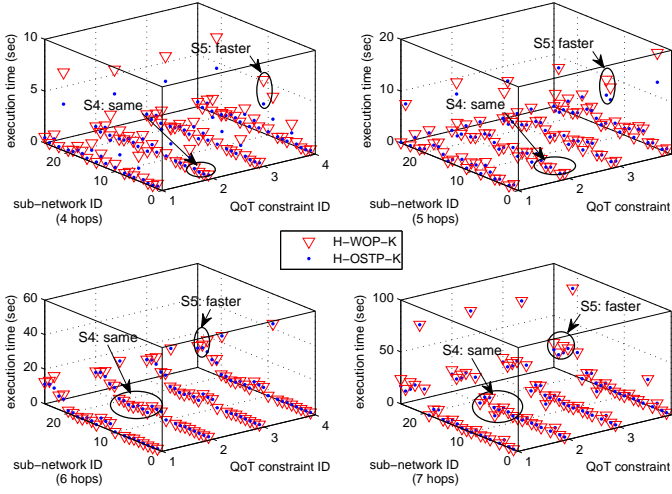 10
5
0
execution time (sec)
S5: faster
S4: same
20
10
0
1
2
3
4
sub−network ID
(4 hops)
QoT constraint ID
20
10
0
execution time (sec)
S5: faster
S4: same
20
10
0
1
2
3
4
sub−network ID
(5 hops)
QoT constraint ID
H−WOP−K
H−OSTP−K
60
40
20
0
execution time (sec)
S5: faster
S4: same
20
10
0
1
2
3
4
sub−network ID
(6 hops)
QoT constraint ID
100
50
0
execution time (sec)
S5: faster
S4: same
20
10
0
1
2
3
4
sub−network ID
(7 hops)
QoT constraint ID